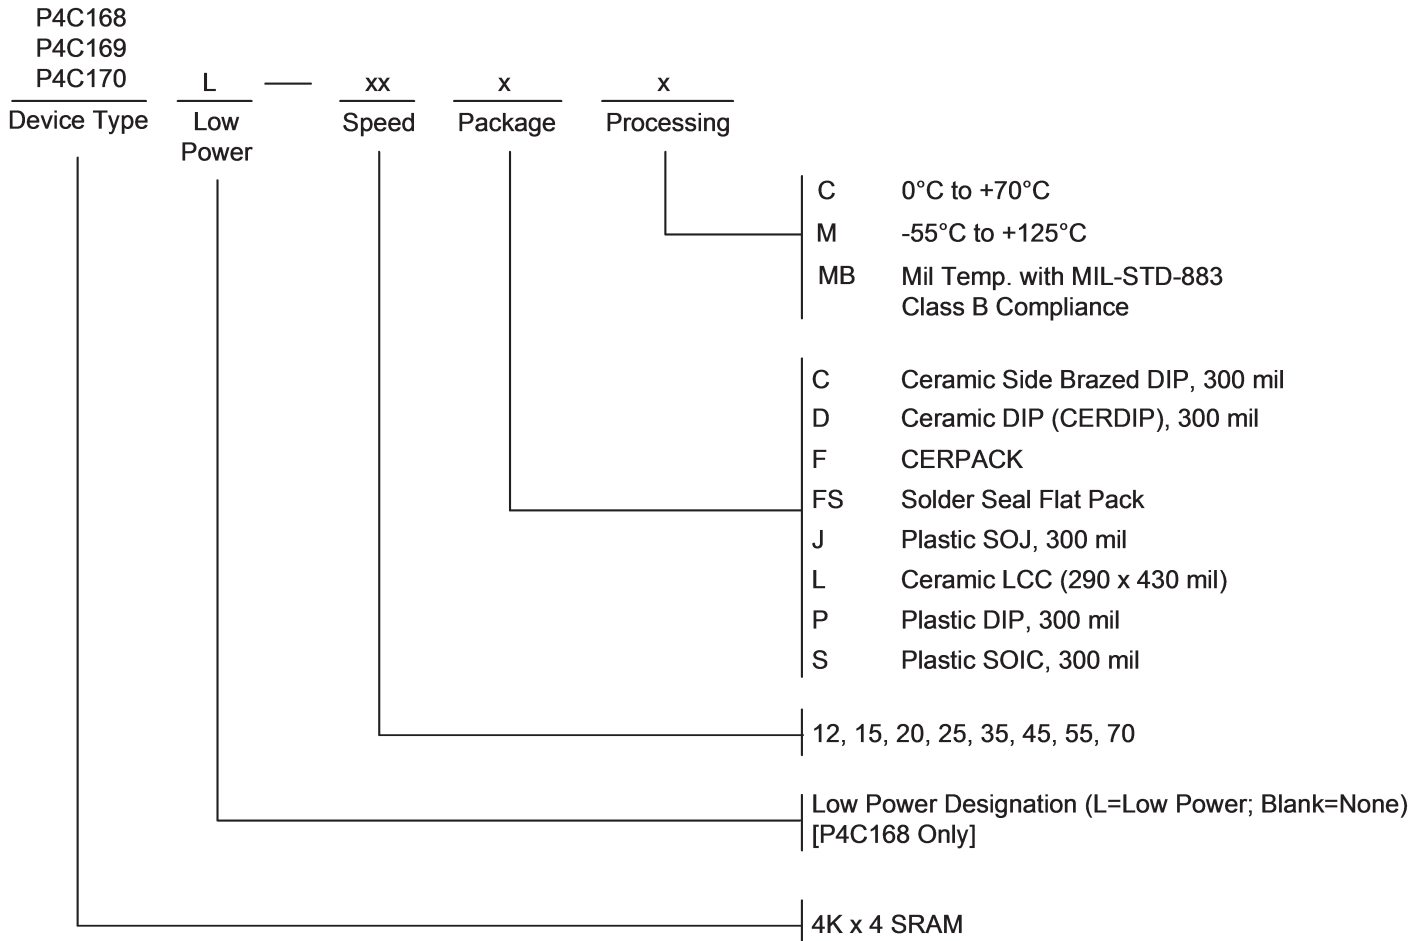 P4C168
P4C169
P4C170
L — xx x x
Device Type
Low
Power
Speed
Package
Processing
C 0°C to +70°C
M -55°C to +125°C
MB Mil Temp. with MIL-STD-883
Class B Compliance
C Ceramic Side Brazed DIP, 300 mil
D Ceramic DIP (CERDIP), 300 mil
F CERPACK
FS Solder Seal Flat Pack
J Plastic SOJ, 300 mil
L Ceramic LCC (290 x 430 mil)
P Plastic DIP, 300 mil
S Plastic SOIC, 300 mil
12, 15, 20, 25, 35, 45, 55, 70
Low Power Designation (L=Low Power; Blank=None)
[P4C168 Only]
4K x 4 SRAM